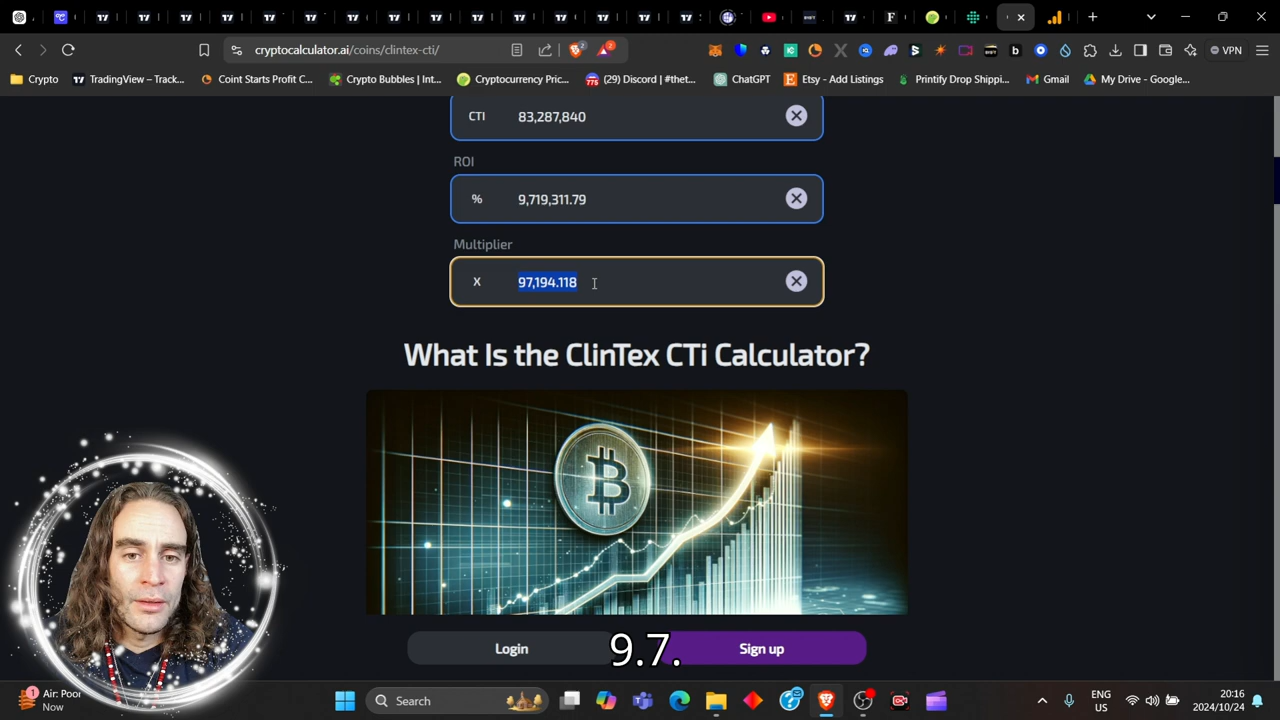 cryptocalculator.ai/coins/clintex-cti/
2
2
VPN
Crypto
TradingView – Track...
Coint Starts Profit C...
Crypto Bubbles | Int...
Cryptocurrency Pric...
(29) Discord | #thet...
ChatGPT
Etsy - Add Listings
Printify Drop Shippi...
Gmail
My Drive - Google...
CTI 83,287,840
ROI
% 9,719,311.79
Multiplier
X 97,194.118
What Is the ClinTex CTi Calculator?
Login
Sign up
9.7.
1
Air: Poor
Now
Search
ENG
US
20:16
2024/10/24